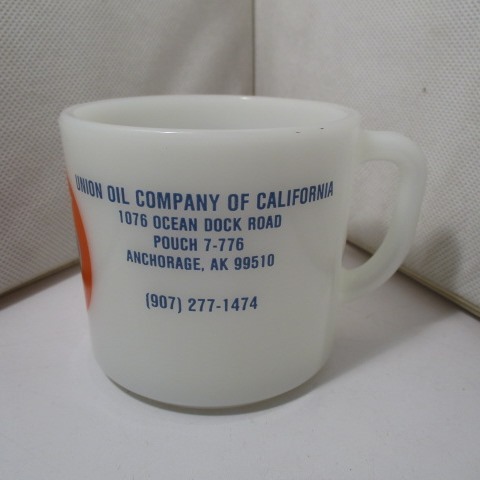 UNION OIL COMPANY OF CALIFORNIA
1076 OCEAN DOCK ROAD
POUCH 7-776
ANCHORAGE, AK 99510
(907) 277-1474